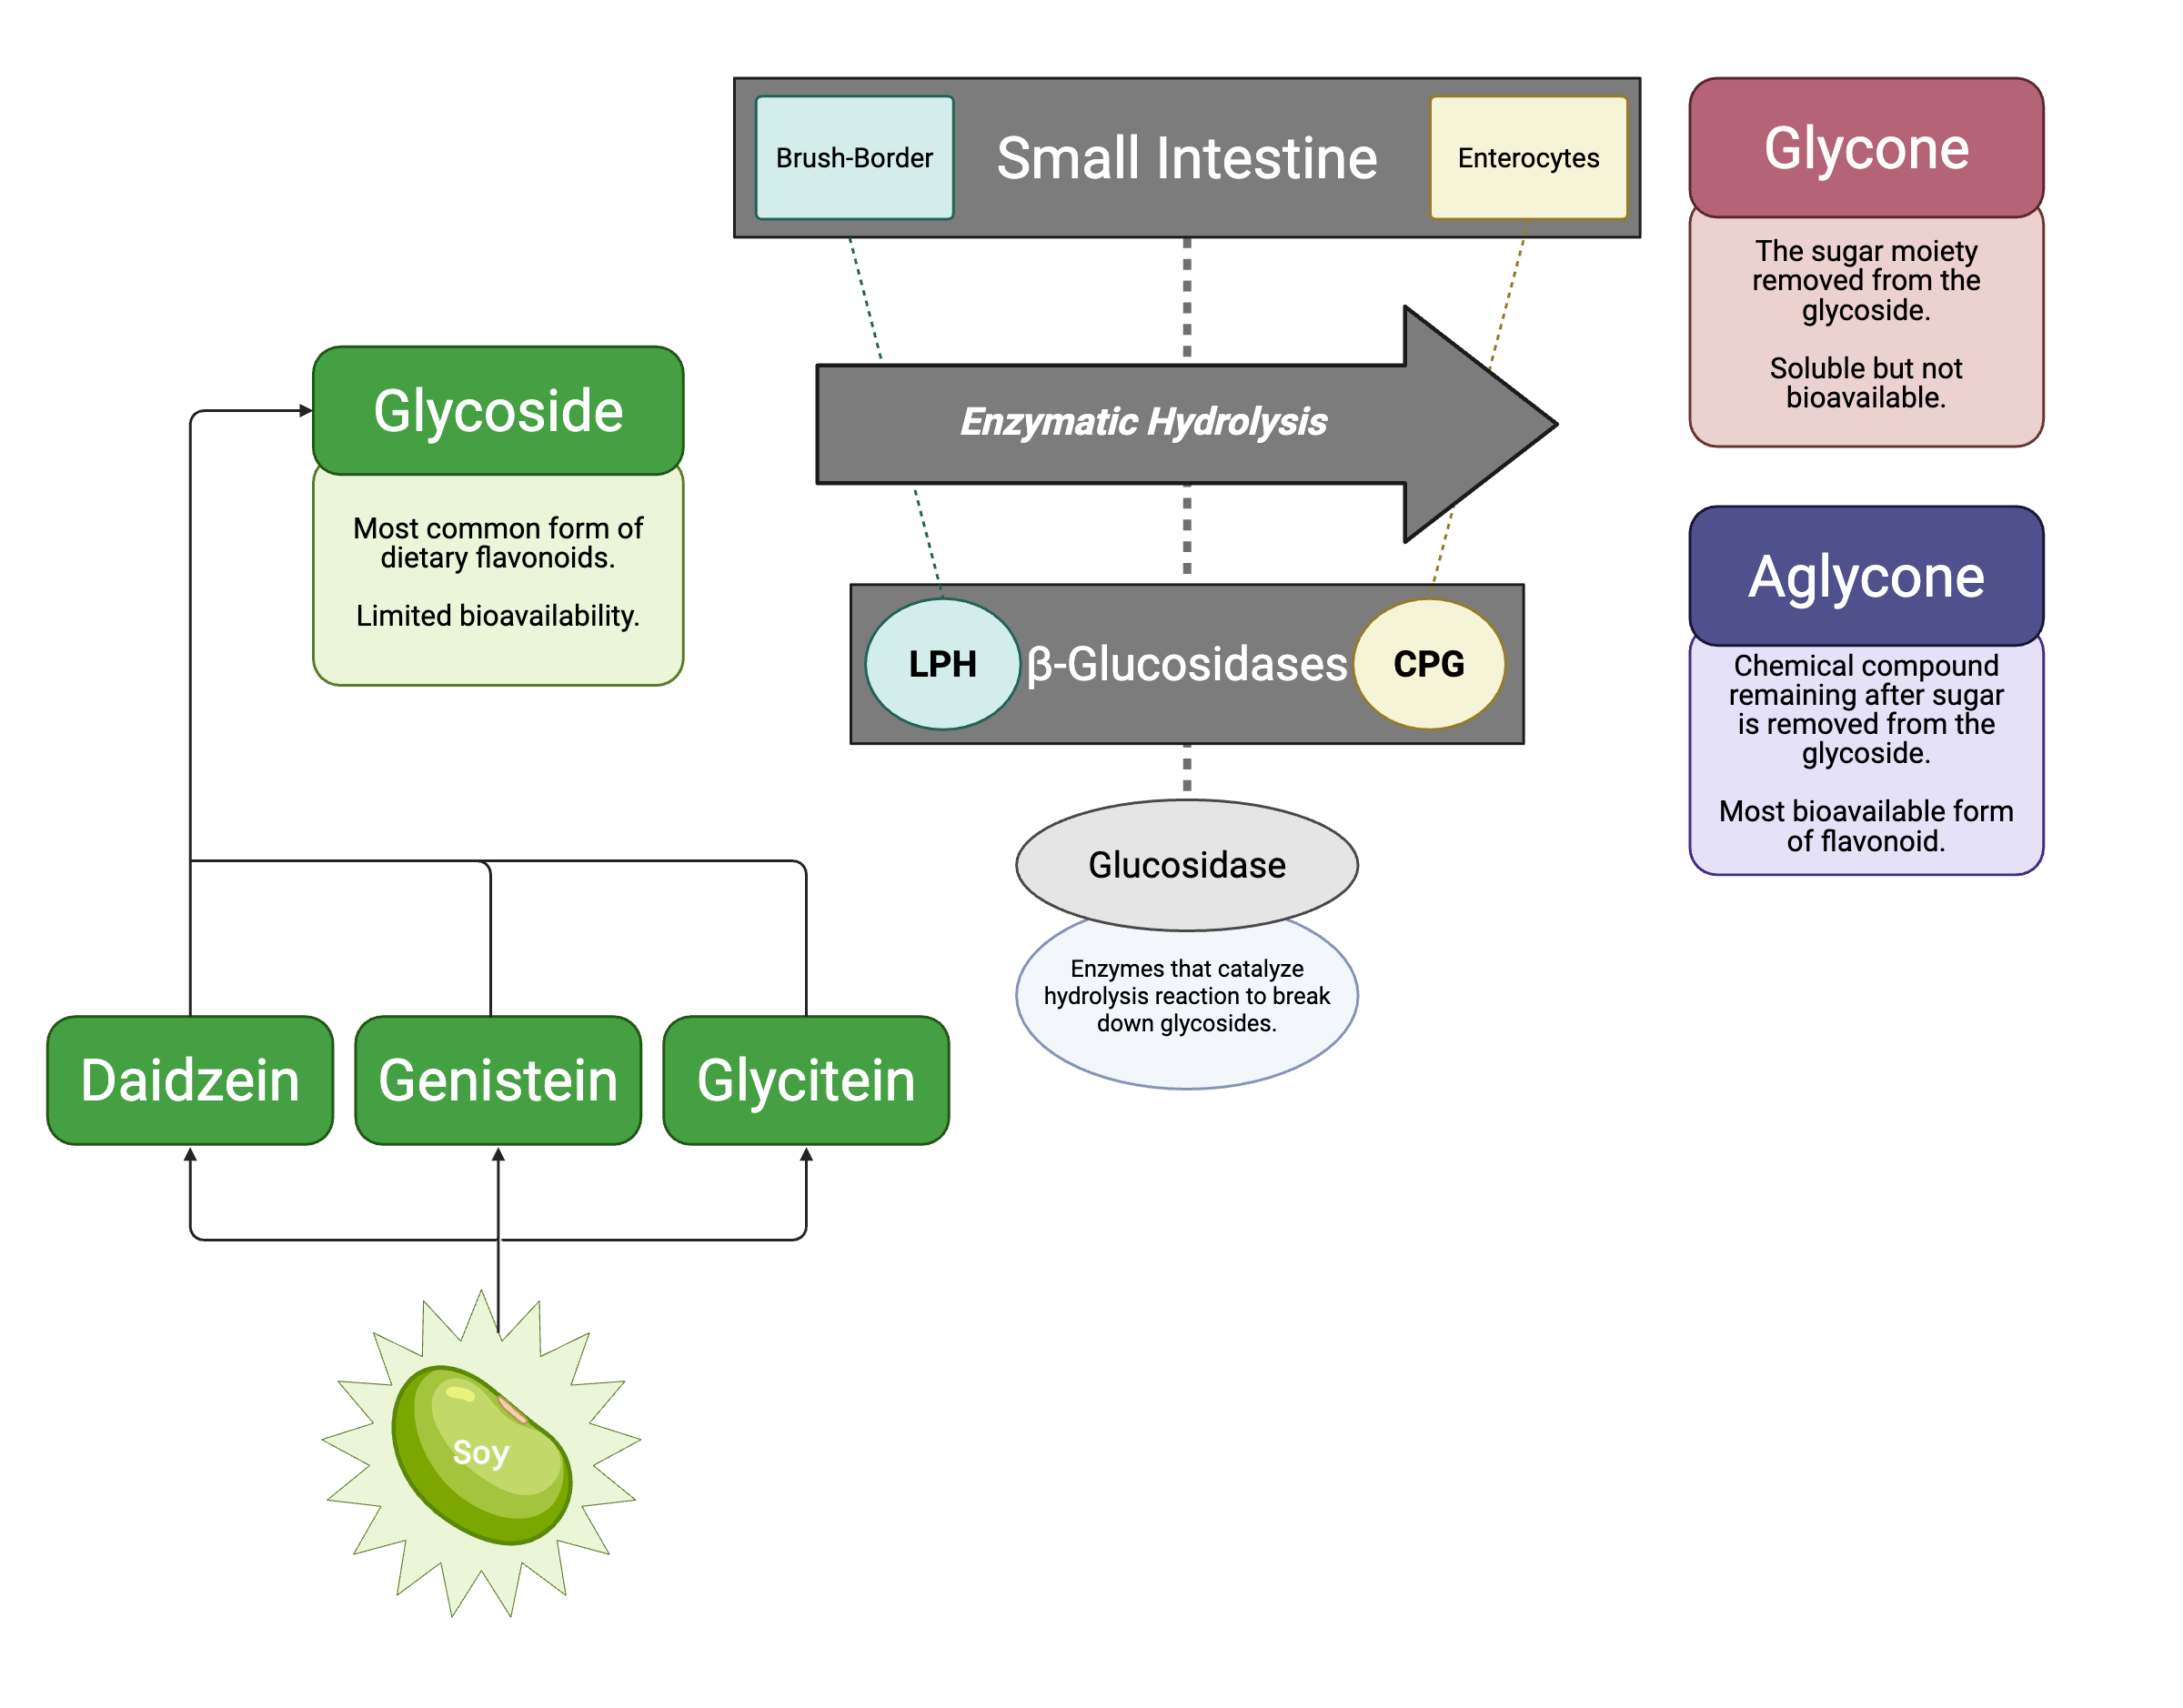 Brush-Border
Small Intestine
Enterocytes
Glycone
The sugar moiety
removed from the
glycoside.
Soluble but not
bioavailable.
Glycoside
Most common form of
dietary flavonoids.
Limited bioavailability.
Enzymatic Hydrolysis
Aglycone
Chemical compound
remaining after sugar
is removed from the
glycoside.
Most bioavailable form
of flavonoid.
LPH
β-Glucosidases
CPG
Glucosidase
Enzymes that catalyze
hydrolysis reaction to break
down glycosides.
Daidzein
Genistein
Glycitein
Soy